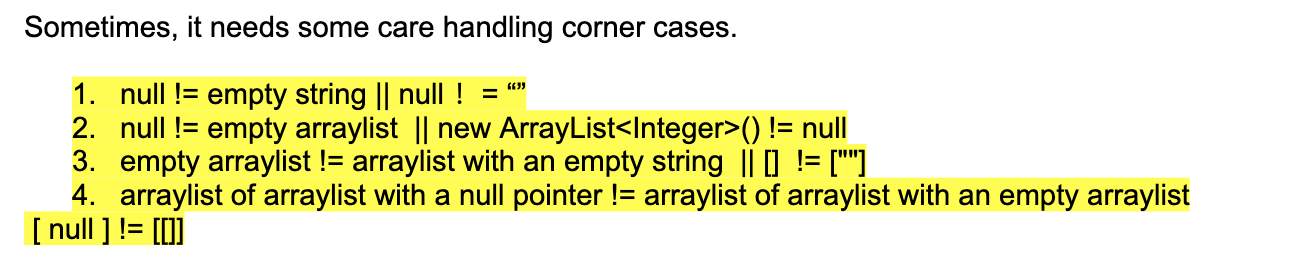 Sometimes, it needs some care handling corner cases.
1. null != empty string || null ! = “”
2. null != empty arraylist || new ArrayList<Integer>() != null
3. empty arraylist != arraylist with an empty string || [] != [""]
4. arraylist of arraylist with a null pointer != arraylist of arraylist with an empty arraylist
[ null ] != [[]]